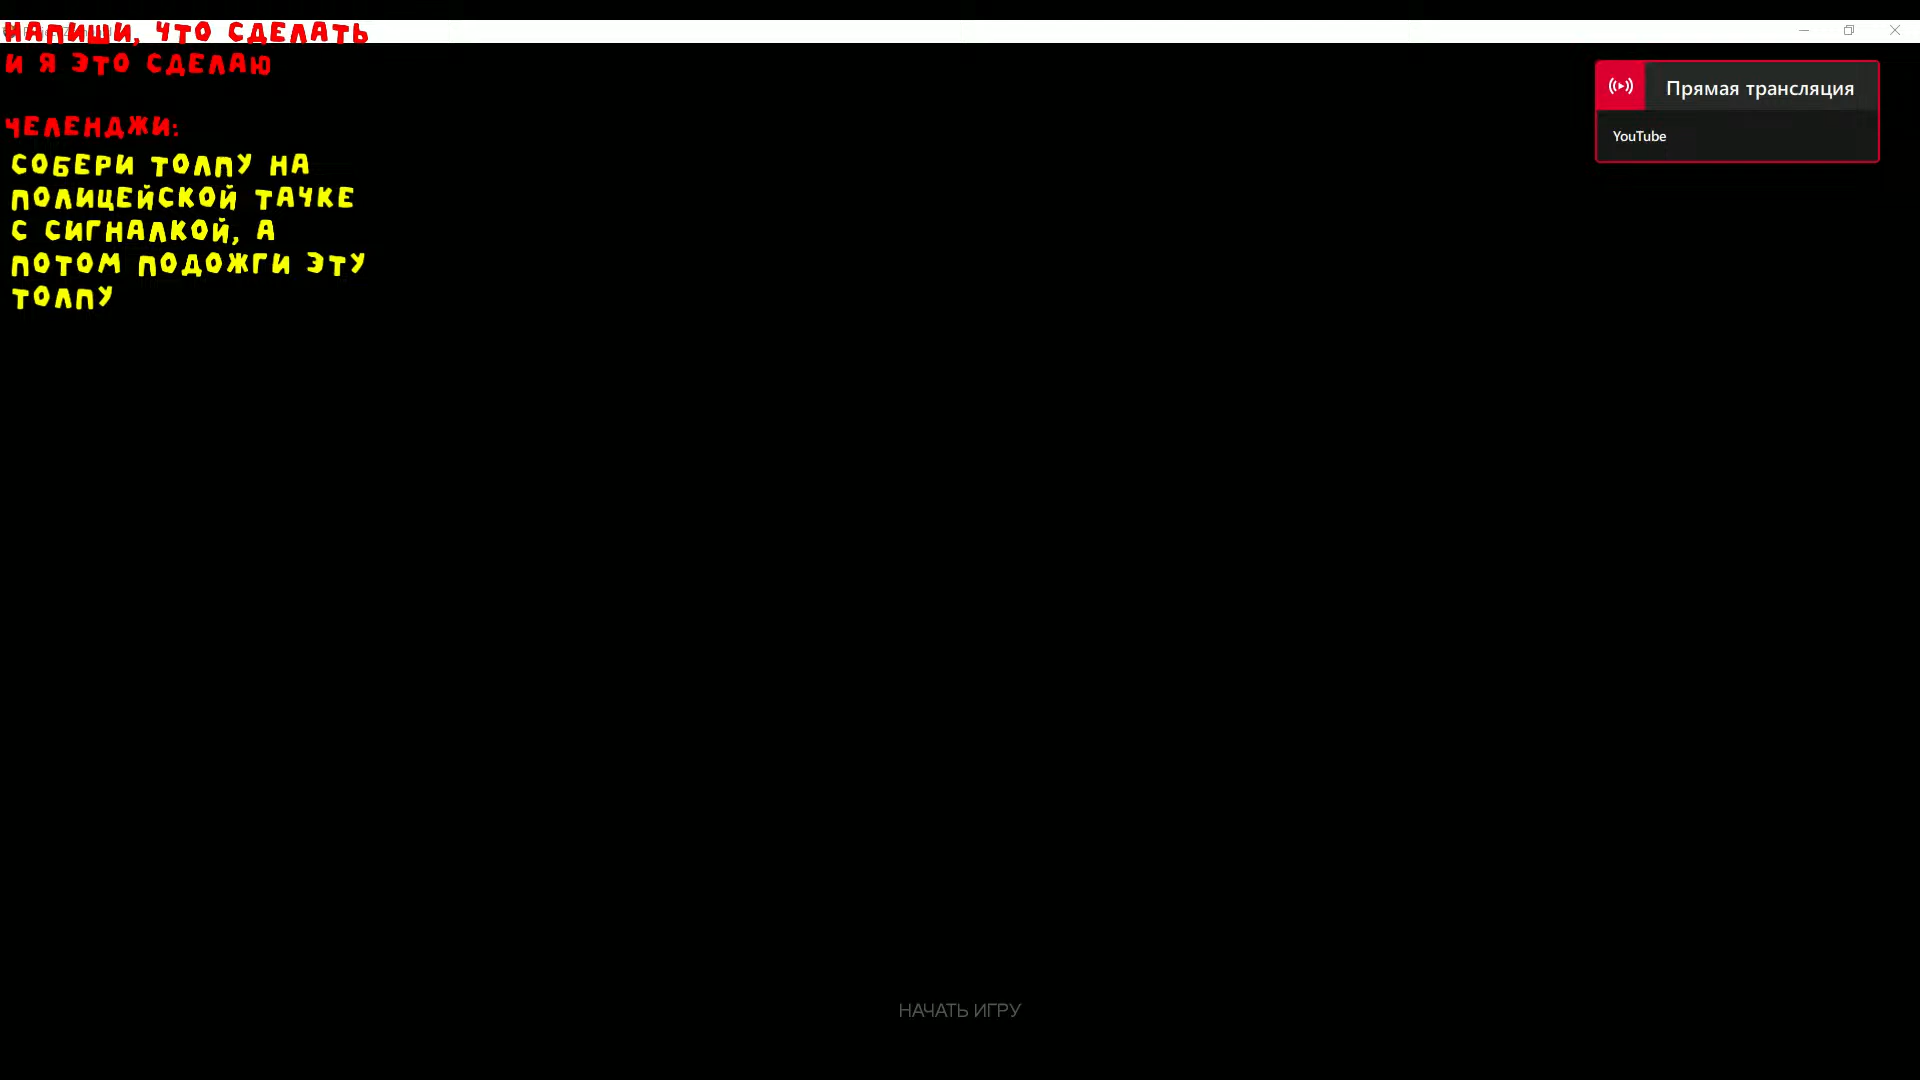 НАПИШИ, ЧТО СДЕЛАТЬ
И Я ЭТО СДЕЛАЮ
ЧЕЛЕНДЖИ:
СОБЕРИ ТОЛПУ НА
ПОЛИЦЕЙСКОЙ ТАЧКЕ
С СИГНАЛКОЙ, А
ПОТОМ ПОДОЖГИ ЭТУ
ТОЛПУ
Прямая трансляция
YouTube
НАЧАТЬ ИГРУ